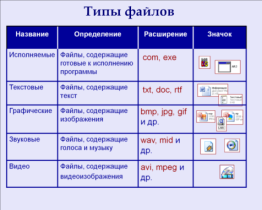 Типы файлов
Название Определение Расширение Значок
Исполняемые Файлы, содержащие готовые к исполнению программы com, exe
Текстовые Файлы, содержащие текст txt, doc, rtf
Графические Файлы, содержащие изображения bmp, jpg, gif и др.
Звуковые Файлы, содержащие голоса и музыку wav, mid и др.
Видео Файлы, содержащие видеоизображения avi, mpeg и др.